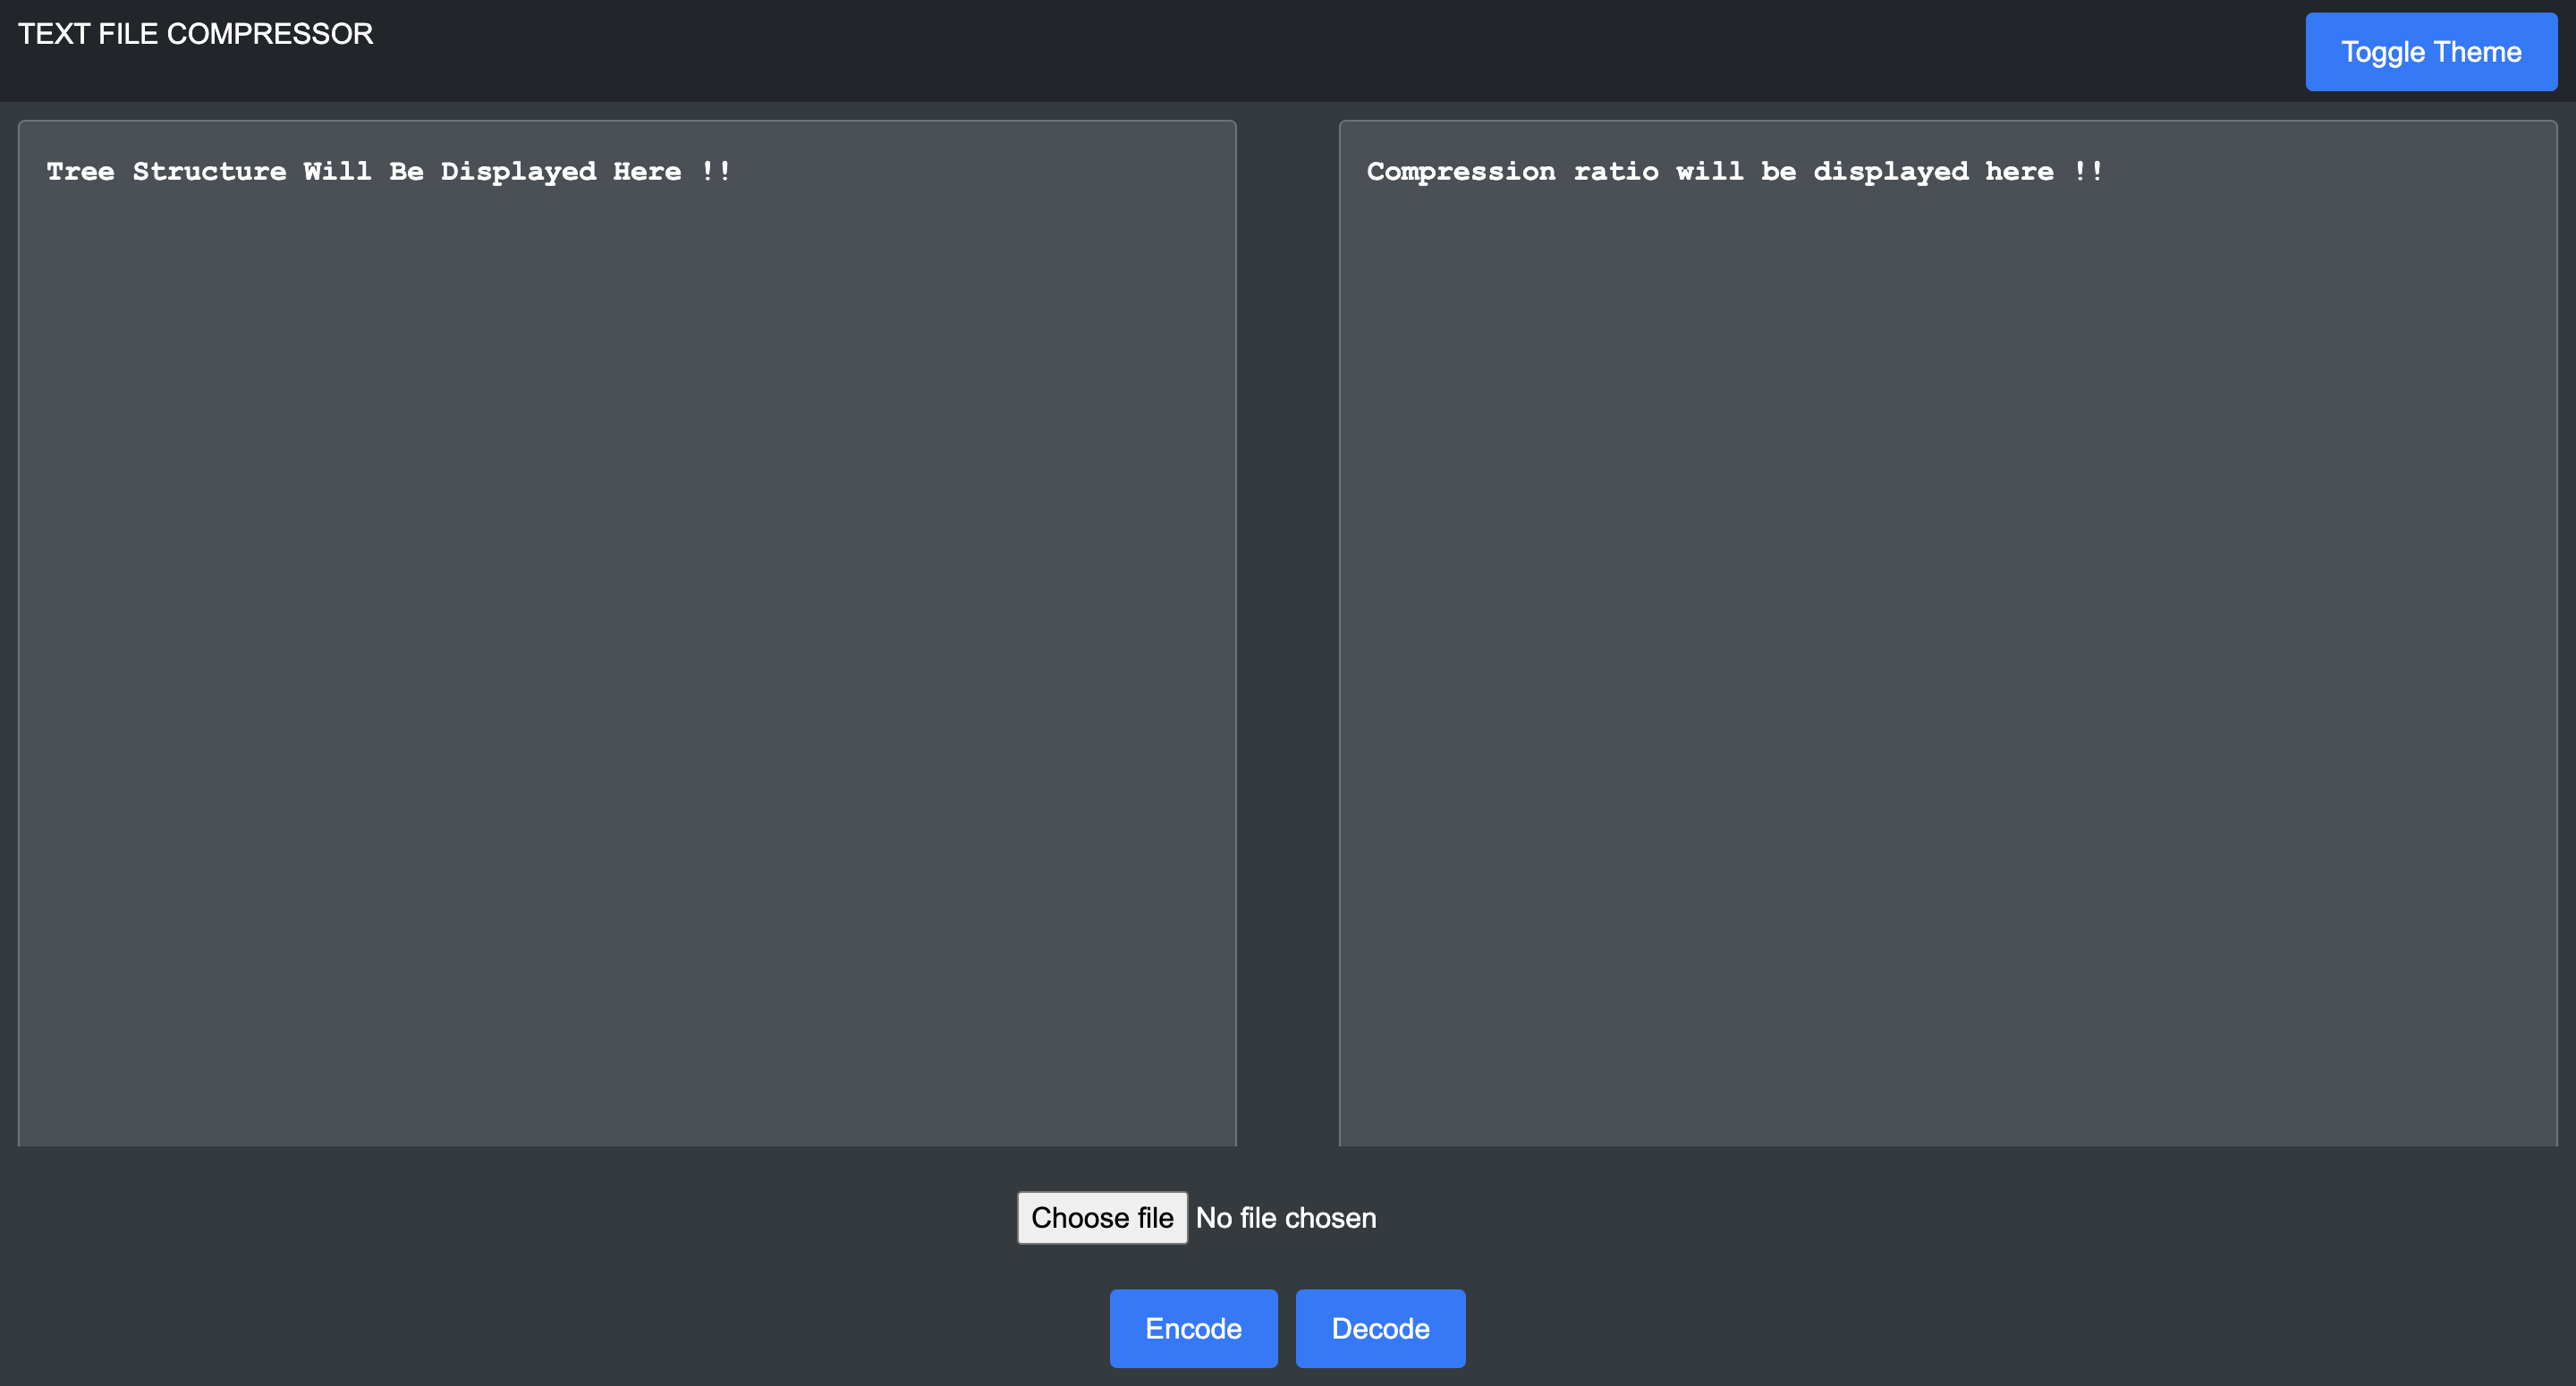 TEXT FILE COMPRESSOR
Toggle Theme
Tree Structure Will Be Displayed Here !!
Compression ratio will be displayed here !!
Choose file No file chosen
Encode
Decode